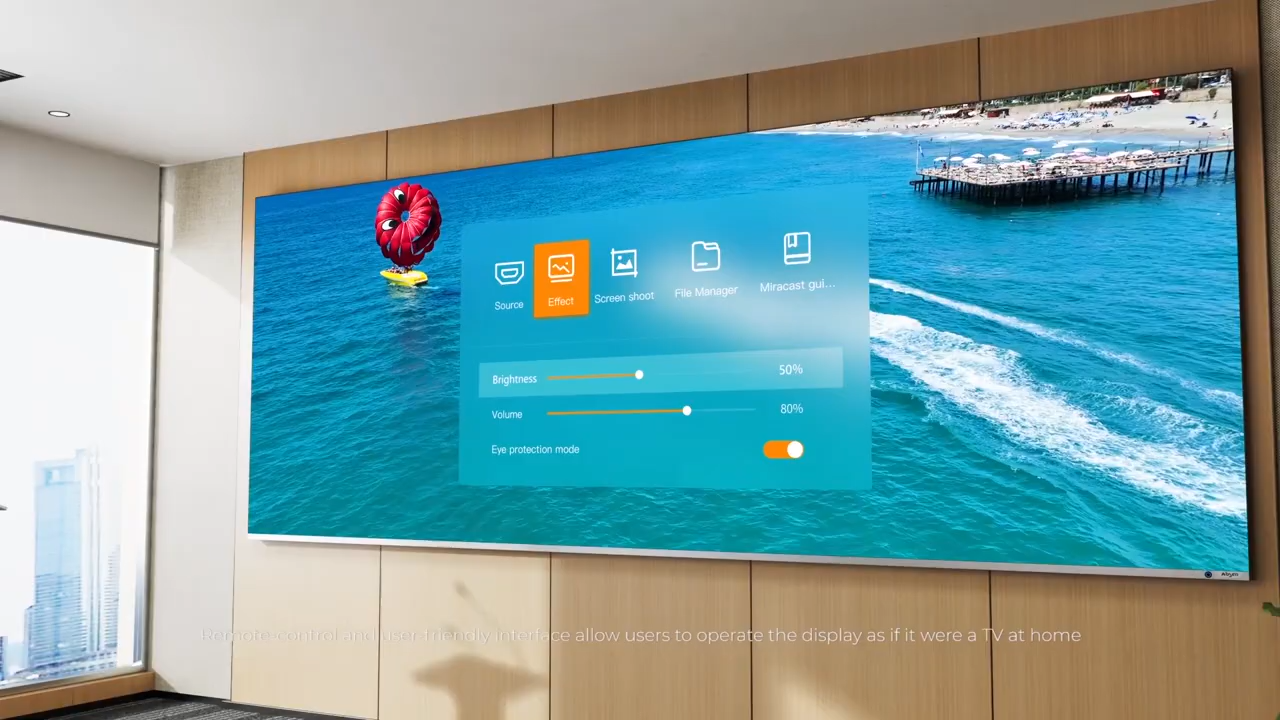 Source
Effect
Screen shoot
File Manager
Miracast gui...
Brightness
50%
Volume
80%
Eye protection mode
Remote-control and user-friendly interface allow users to operate the display as if it were a TV at home